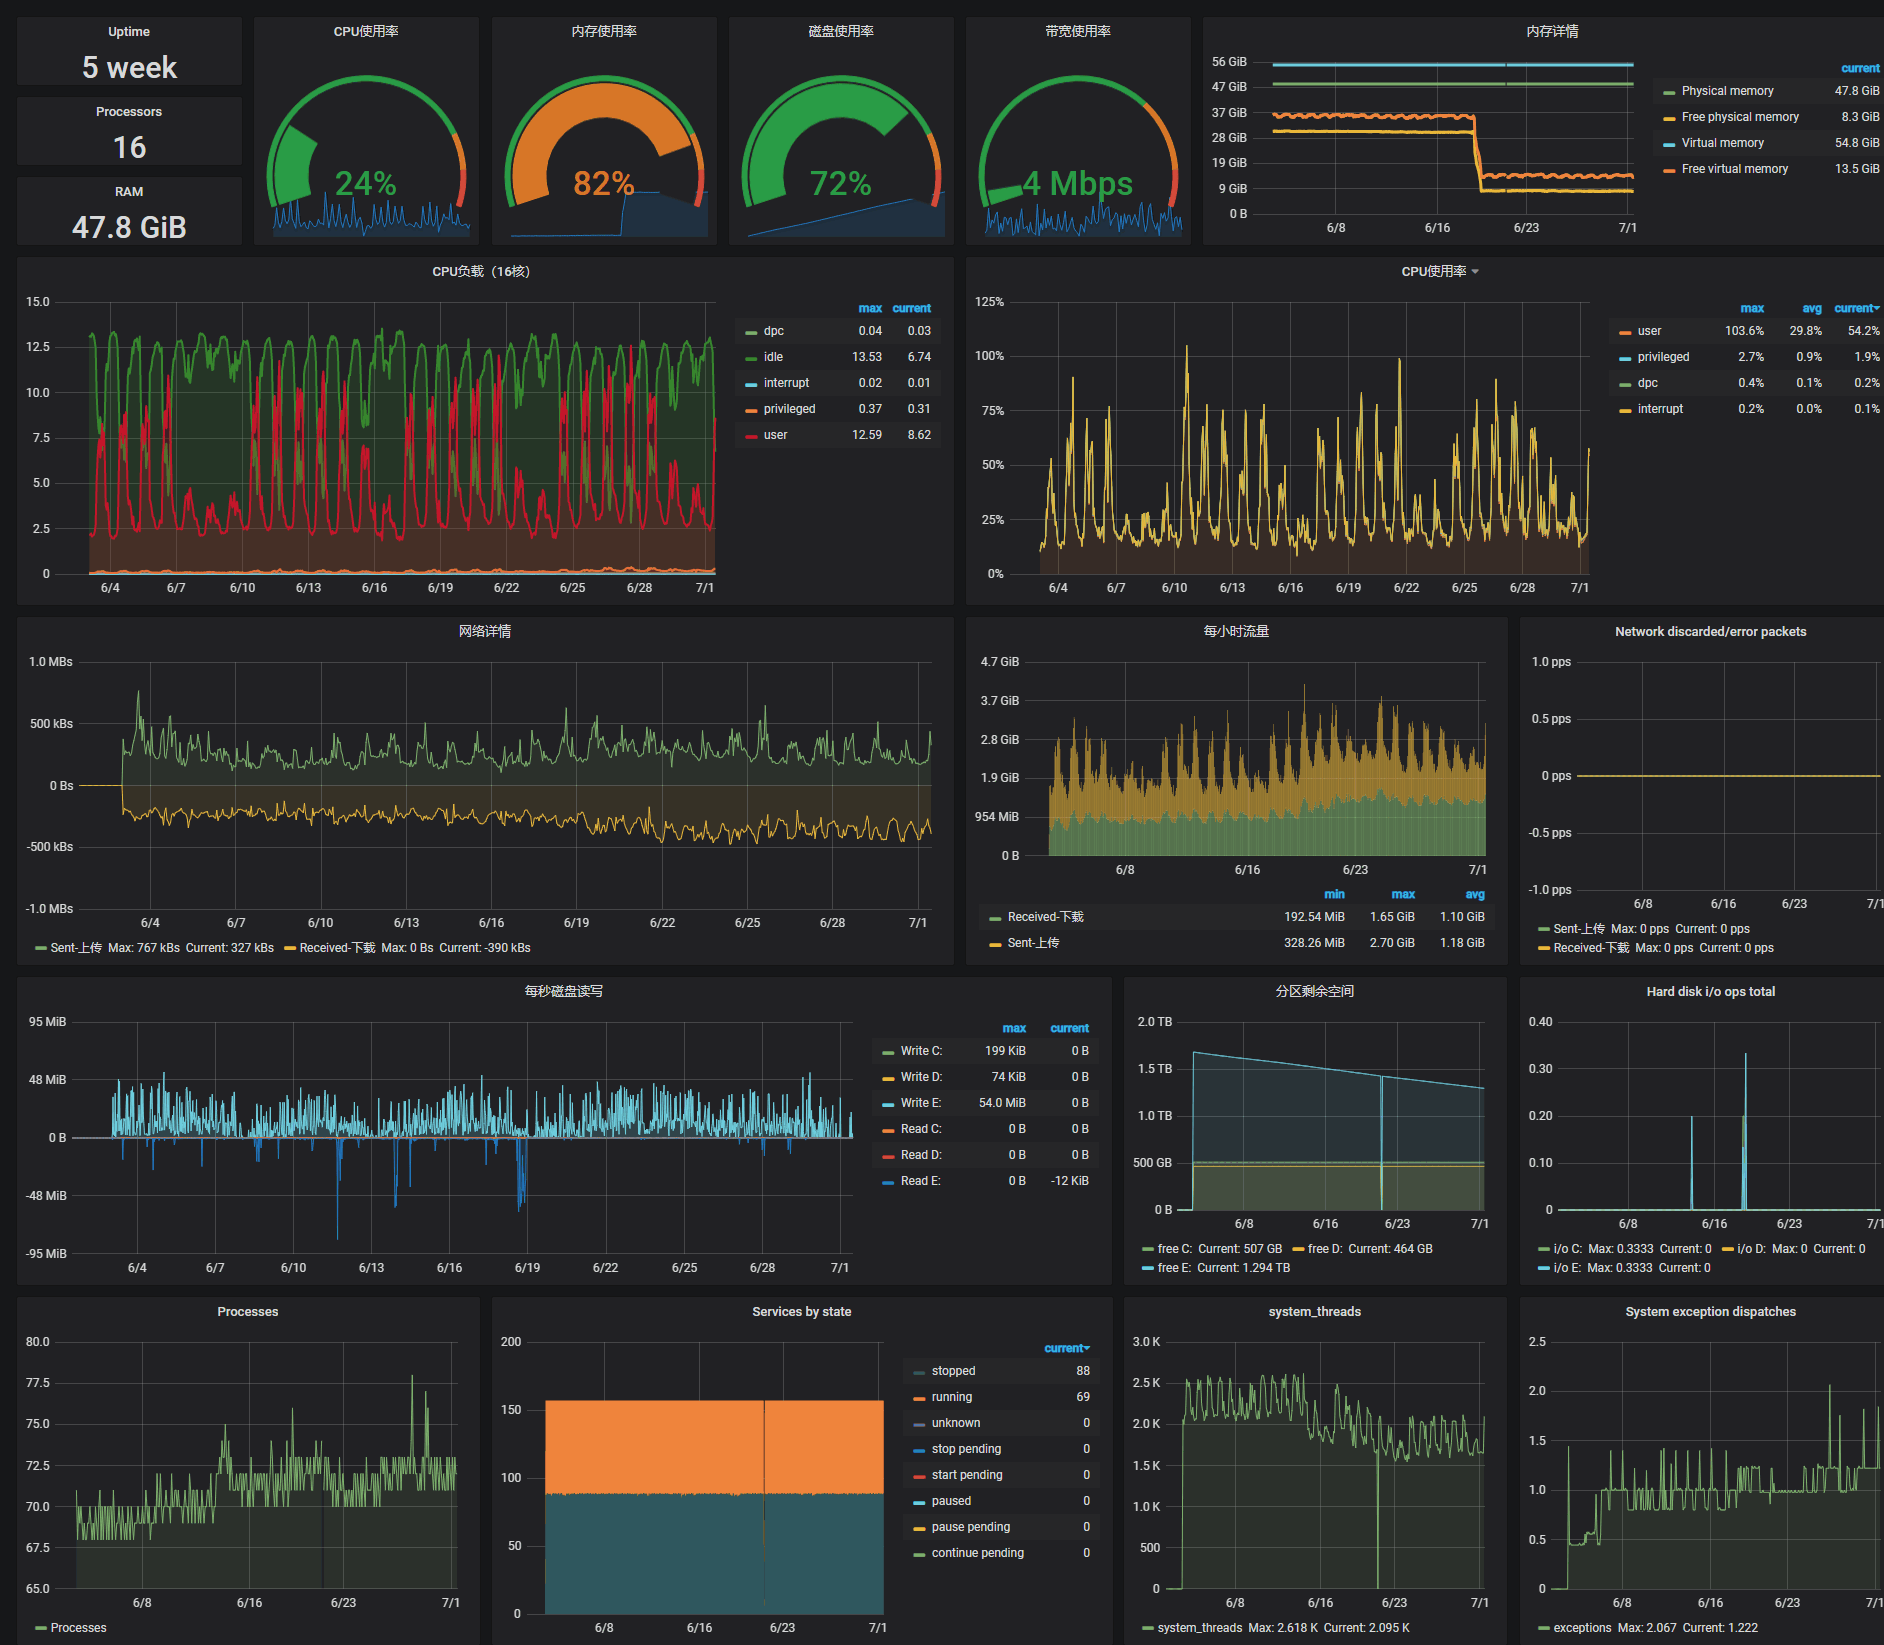 Uptime
5 week
Processors
16
RAM
47.8 GiB
CPU使用率
24%
内存使用率
82%
磁盘使用率
72%
带宽使用率
4 Mbps
内存详情
56 GiB
47 GiB
37 GiB
28 GiB
19 GiB
9 GiB
0 B
6/8 6/16 6/23 7/1
current
Physical memory 47.8 GiB
Free physical memory 8.3 GiB
Virtual memory 54.8 GiB
Free virtual memory 13.5 GiB
CPU负载（16核）
15.0
12.5
10.0
7.5
5.0
2.5
0
6/4 6/7 6/10 6/13 6/16 6/19 6/22 6/25 6/28 7/1
max current
dpc 0.04 0.03
idle 13.53 6.74
interrupt 0.02 0.01
privileged 0.37 0.31
user 12.59 8.62
CPU使用率
125%
100%
75%
50%
25%
0%
6/4 6/7 6/10 6/13 6/16 6/19 6/22 6/25 6/28 7/1
max avg current
user 103.6% 29.8% 54.2%
privileged 2.7% 0.9% 1.9%
dpc 0.4% 0.1% 0.2%
interrupt 0.2% 0.0% 0.1%
网络详情
1.0 MBs
500 kBs
0 Bs
-500 kBs
-1.0 MBs
6/4 6/7 6/10 6/13 6/16 6/19 6/22 6/25 6/28 7/1
Sent-上传 Max: 767 kBs Current: 327 kBs Received-下载 Max: 0 Bs Current: -390 kBs
每小时流量
4.7 GiB
3.7 GiB
2.8 GiB
1.9 GiB
954 MiB
0 B
6/8 6/16 6/23 7/1
min max avg
Received-下载 192.54 MiB 1.65 GiB 1.10 GiB
Sent-上传 328.26 MiB 2.70 GiB 1.18 GiB
Network discarded/error packets
1.0 pps
0.5 pps
0 pps
-0.5 pps
-1.0 pps
6/8 6/16 6/23 7/1
Sent-上传 Max: 0 pps Current: 0 pps
Received-下载 Max: 0 pps Current: 0 pps
每秒磁盘读写
95 MiB
48 MiB
0 B
-48 MiB
-95 MiB
6/4 6/7 6/10 6/13 6/16 6/19 6/22 6/25 6/28 7/1
max current
Write C: 199 KiB 0 B
Write D: 74 KiB 0 B
Write E: 54.0 MiB 0 B
Read C: 0 B 0 B
Read D: 0 B 0 B
Read E: 0 B -12 KiB
分区剩余空间
2.0 TB
1.5 TB
1.0 TB
500 GB
0 B
6/8 6/16 6/23 7/1
free C: Current: 507 GB free D: Current: 464 GB
free E: Current: 1.294 TB
Hard disk i/o ops total
0.40
0.30
0.20
0.10
0
6/8 6/16 6/23 7/1
i/o C: Max: 0.3333 Current: 0 i/o D: Max: 0 Current: 0
i/o E: Max: 0.3333 Current: 0
Processes
80.0
77.5
75.0
72.5
70.0
67.5
65.0
6/8 6/16 6/23 7/1
Processes
Services by state
200
150
100
50
0
6/8 6/16 6/23 7/1
current
stopped 88
running 69
unknown 0
stop pending 0
start pending 0
paused 0
pause pending 0
continue pending 0
system_threads
3.0 K
2.5 K
2.0 K
1.5 K
1.0 K
500
0
6/8 6/16 6/23 7/1
system_threads Max: 2.618 K Current: 2.095 K
System exception dispatches
2.5
2.0
1.5
1.0
0.5
0
6/8 6/16 6/23 7/1
exceptions Max: 2.067 Current: 1.222